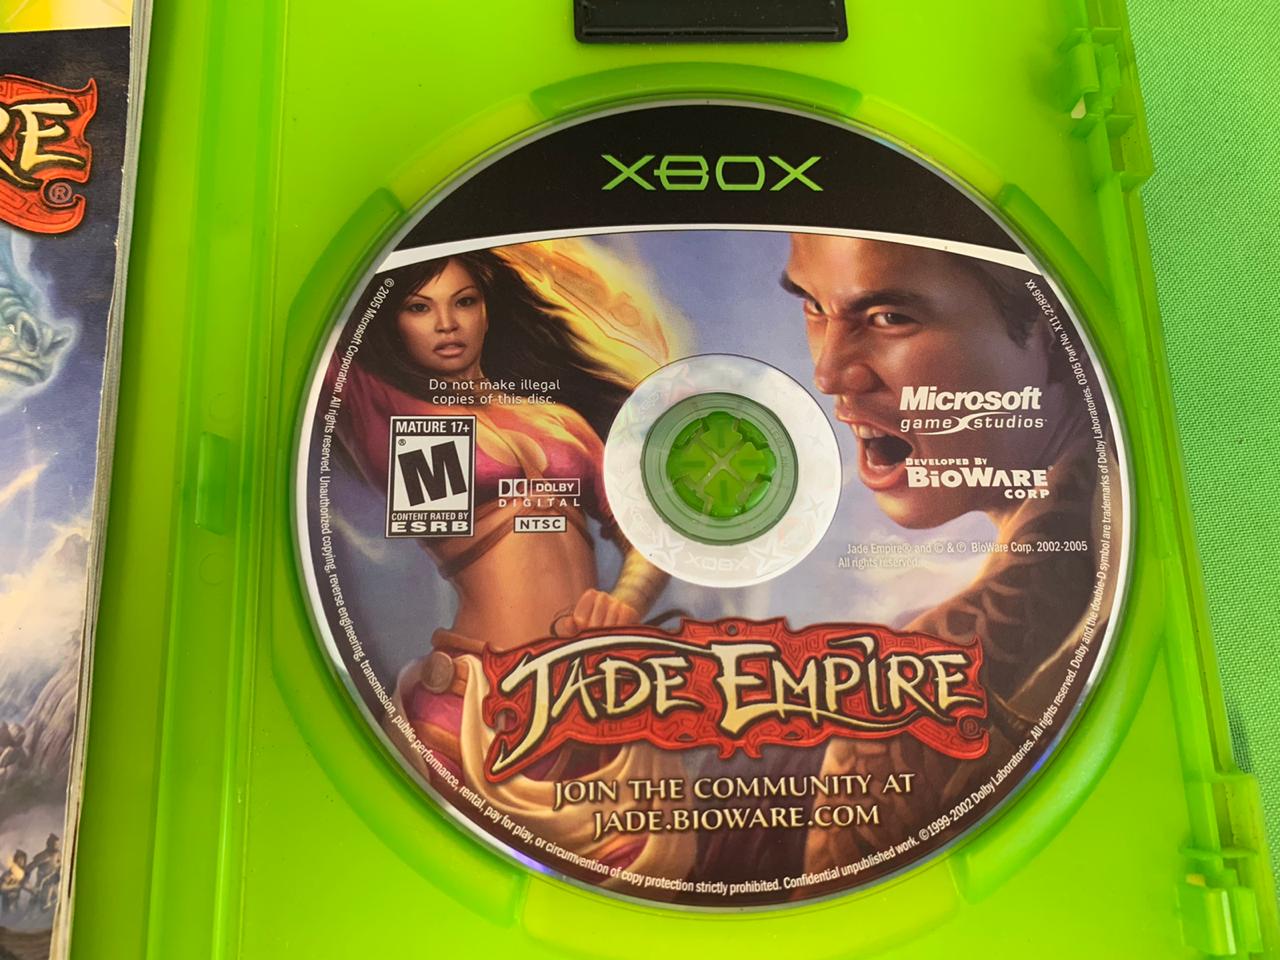 RE
®
XBOX
Do not make illegal
copies of this disc.
MATURE 17+
M
®
CONTENT RATED BY
ESRB
DOLBY
DIGITAL
NTSC
Microsoft
game studios
DEVELOPED BY
BIOWARE
CORP
Jade Empire® and © & ℗ BioWare Corp. 2002-2005
All rights reserved.
XBOX
JADE EMPIRE
®
JOIN THE COMMUNITY AT
JADE.BIOWARE.COM
©2005 Microsoft Corporation. All rights reserved. Unauthorized copying, reverse engineering, transmission, public performance, rental, pay for play, or circumvention of copy protection strictly prohibited. Confidential unpublished work. ©1999-2002 Dolby Laboratories. All rights reserved. Dolby and the double-D symbol are trademarks of Dolby Laboratories. 0305 Part No. X11-22856 XX